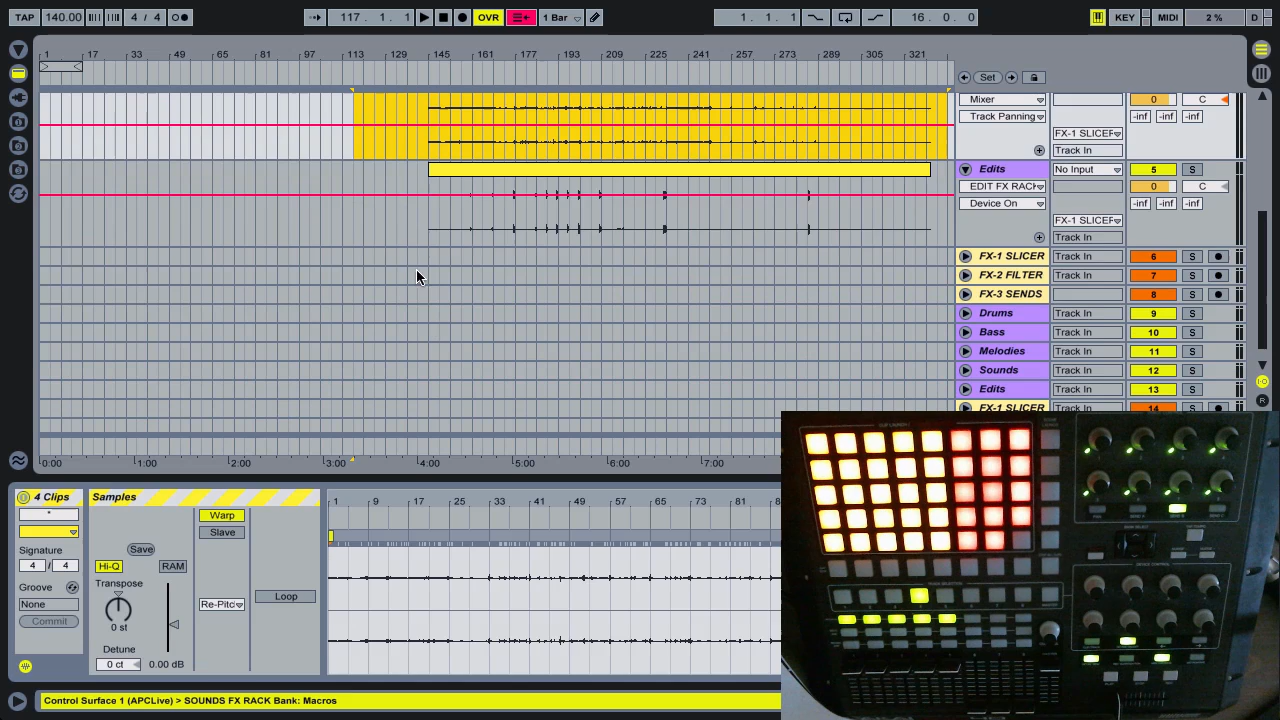 TAP 140.00 4 / 4 117. 1. 1 OVR 1 Bar 1. 1. 1 16. 0. 0 KEY MIDI 2 % D
1 17 33 49 65 81 97 113 129 145 161 177 193 209 225 241 257 273 289 305 321
Set
Mixer 0 C
Track Panning -inf -inf -inf
FX-1 SLICER
Track In
Edits No Input 5 S
EDIT FX RACK 0 C
Device On -inf -inf -inf
FX-1 SLICER
Track In
FX-1 SLICER Track In 6 S
FX-2 FILTER Track In 7 S
FX-3 SENDS 8 S
Drums Track In 9 S
Bass Track In 10 S
Melodies Track In 11 S
Sounds Track In 12 S
Edits Track In 13 S
FX-1 SLICER Track In 14 S
R
0:00 1:00 2:00 3:00 4:00 5:00 6:00 7:00
4 Clips Samples
1 9 17 25 33 41 49 57 65 73 81
*
Warp
Slave
Signature
4 / 4
Save
Hi-Q RAM
Groove
None
Commit
Transpose
0 st
Re-Pitch
Loop
Detune
0 ct 0.00 dB
Control Surface 1 (APCLive) > SOUNDS FX RACK Bank: Macros